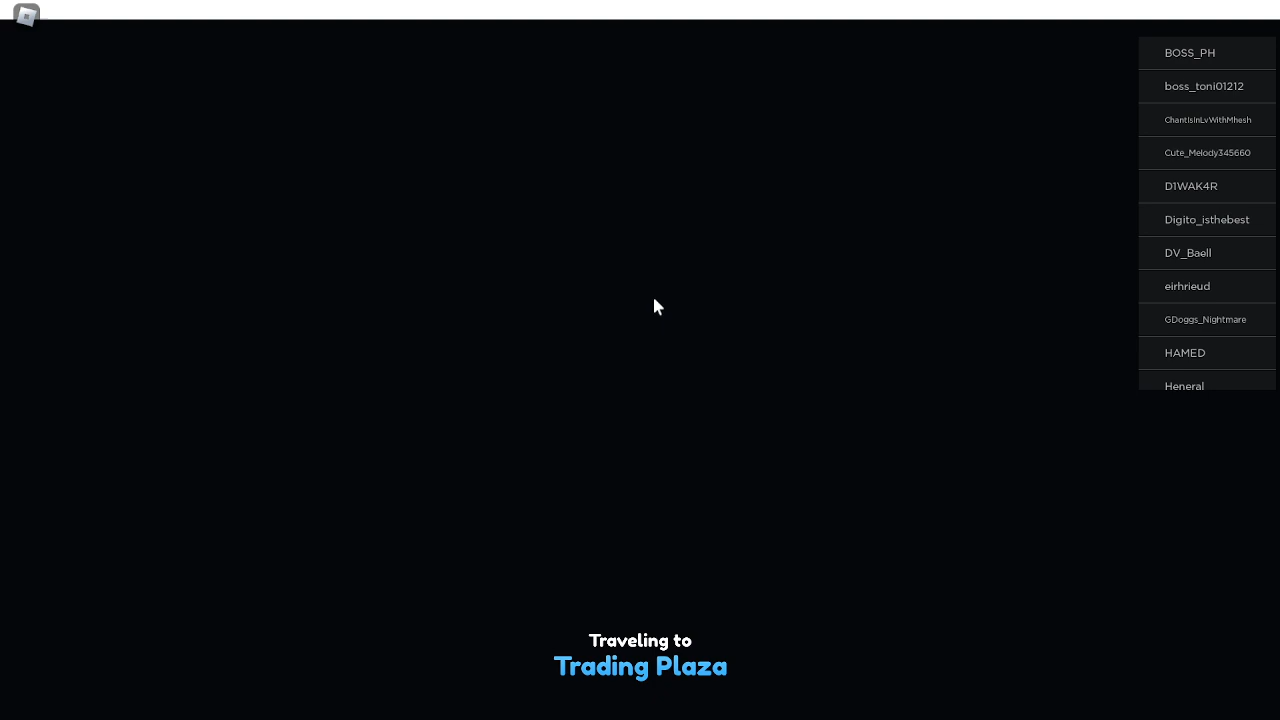 BOSS_PH
boss_toni01212
ChantIsInLvWithMhesh
Cute_Melody345660
D1WAK4R
Digito_isthebest
DV_Baell
eirhrieud
GDoggs_Nightmare
HAMED
Heneral
Traveling to
Trading Plaza